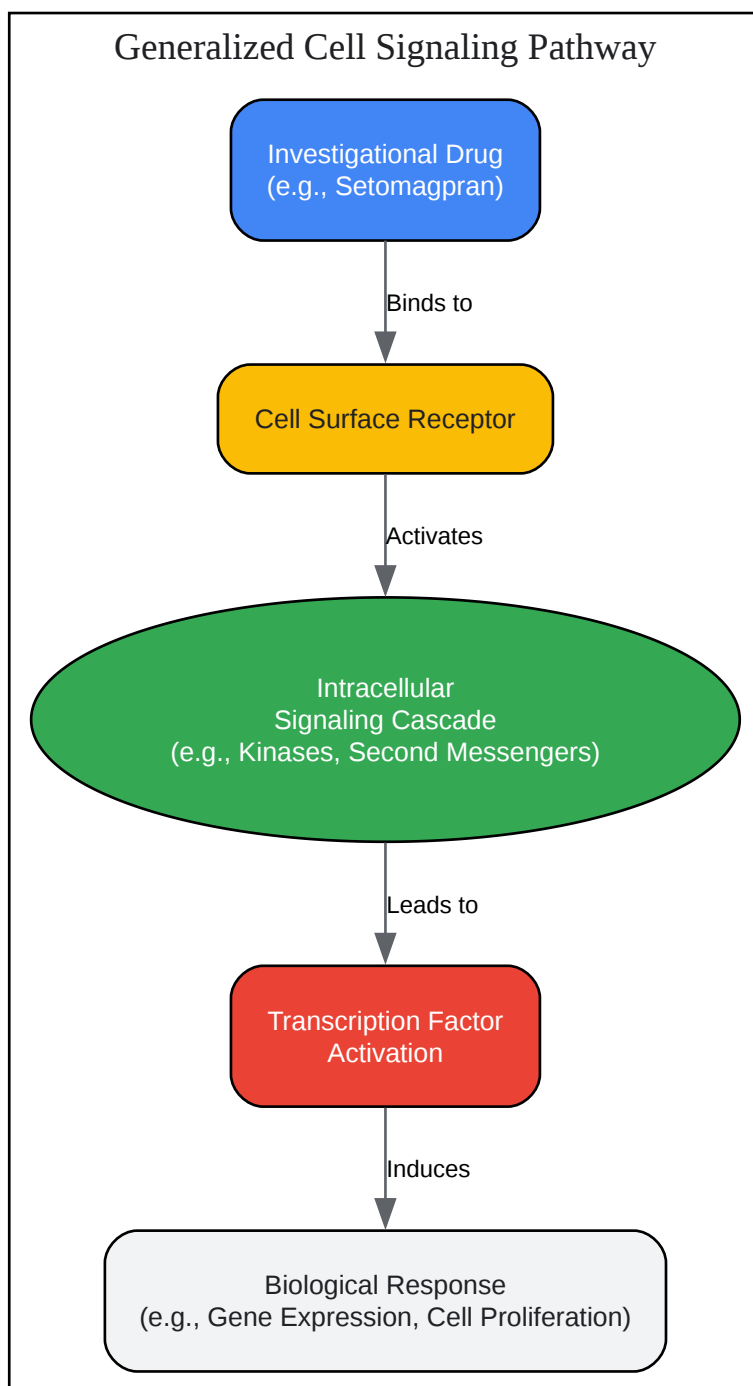 Generalized Cell Signaling Pathway
Investigational Drug
(e.g., Setomagpran)
Binds to
Cell Surface Receptor
Activates
Intracellular
Signaling Cascade
(e.g., Kinases, Second Messengers)
Leads to
Transcription Factor
Activation
Induces
Biological Response
(e.g., Gene Expression, Cell Proliferation)